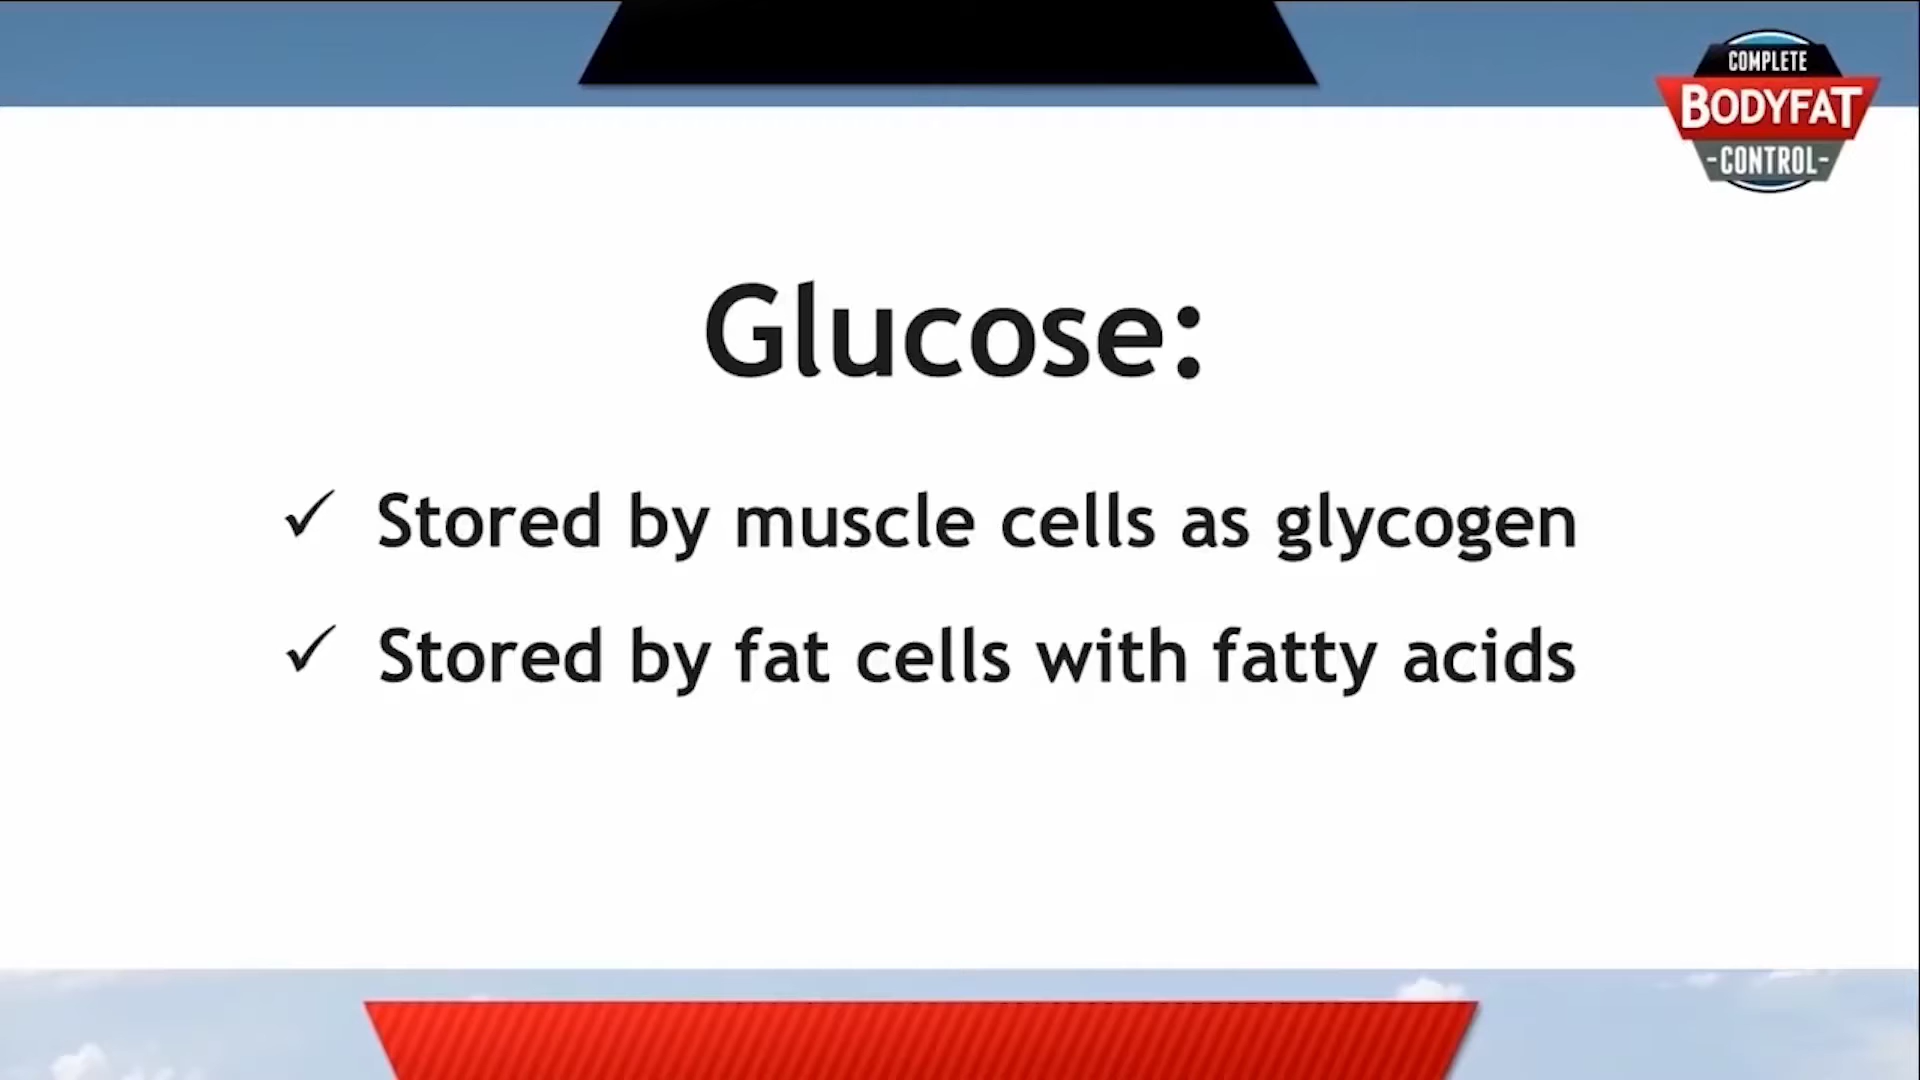 COMPLETE
BODYFAT
-CONTROL-
Glucose:
✓ Stored by muscle cells as glycogen
✓ Stored by fat cells with fatty acids